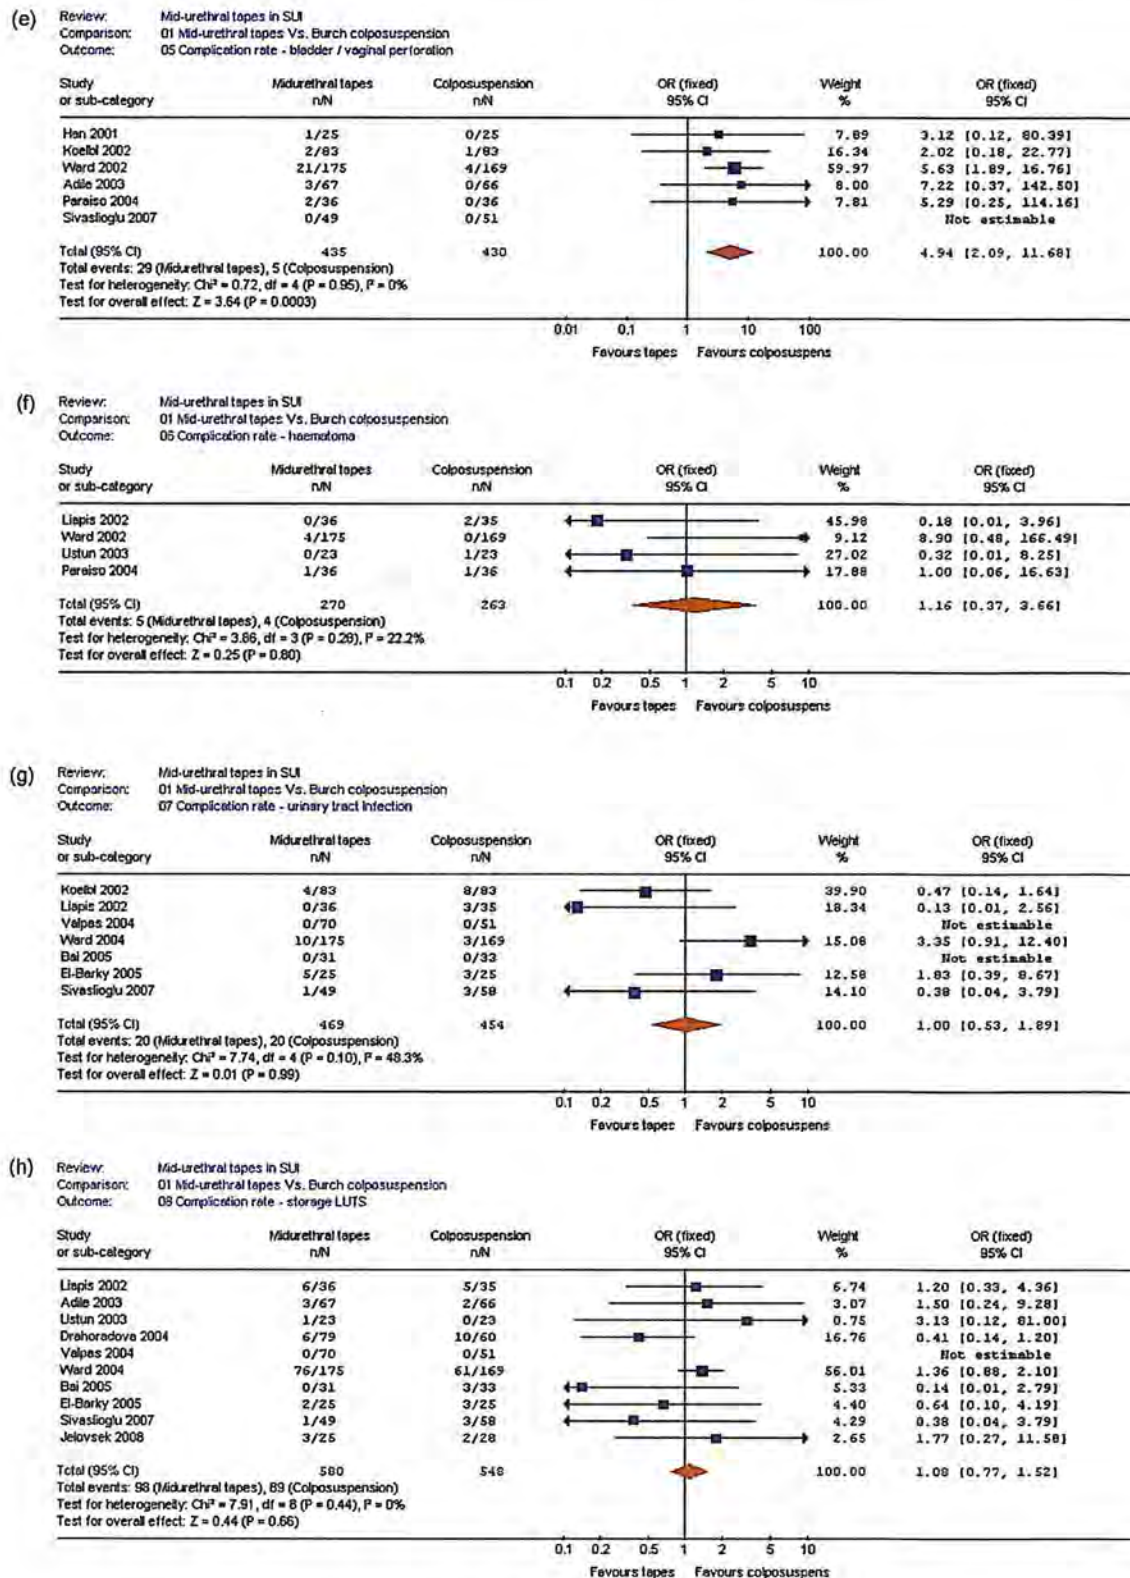 (e) Review: Mid-urethral tapes in SUI
Comparison: 01 Mid-urethral tapes Vs. Burch colposuspension
Outcome: 05 Complication rate - bladder / vaginal perforation
Study Midurethral tapes Colposuspension OR (fixed) Weight OR (fixed)
or sub-category n/N n/N 95% CI % 95% CI
Han 2001 1/25 0/25 7.89 3.12 [0.12, 80.39]
Koelbl 2002 2/83 1/83 16.34 2.02 [0.18, 22.77]
Ward 2002 21/175 4/169 59.97 5.63 [1.89, 16.76]
Adile 2003 3/67 0/66 8.00 7.22 [0.37, 142.50]
Paraiso 2004 2/36 0/36 7.81 5.29 [0.25, 114.16]
Sivaslioglu 2007 0/49 0/51 Not estimable
Total (95% CI) 435 430 100.00 4.94 [2.09, 11.68]
Total events: 29 (Midurethral tapes), 5 (Colposuspension)
Test for heterogeneity: Chi² = 0.72, df = 4 (P = 0.95), I² = 0%
Test for overall effect: Z = 3.64 (P = 0.0003)
0.01 0.1 1 10 100
Favours tapes Favours colposuspens
(f) Review: Mid-urethral tapes in SUI
Comparison: 01 Mid-urethral tapes Vs. Burch colposuspension
Outcome: 06 Complication rate - haematoma
Study Midurethral tapes Colposuspension OR (fixed) Weight OR (fixed)
or sub-category n/N n/N 95% CI % 95% CI
Liapis 2002 0/36 2/35 45.98 0.18 [0.01, 3.96]
Ward 2002 4/175 0/169 9.12 8.90 [0.48, 166.49]
Ustun 2003 0/23 1/23 27.02 0.32 [0.01, 8.25]
Paraiso 2004 1/36 1/36 17.88 1.00 [0.06, 16.63]
Total (95% CI) 270 263 100.00 1.16 [0.37, 3.66]
Total events: 5 (Midurethral tapes), 4 (Colposuspension)
Test for heterogeneity: Chi² = 3.86, df = 3 (P = 0.28), I² = 22.2%
Test for overall effect: Z = 0.25 (P = 0.80)
0.1 0.2 0.5 1 2 5 10
Favours tapes Favours colposuspens
(g) Review: Mid-urethral tapes in SUI
Comparison: 01 Mid-urethral tapes Vs. Burch colposuspension
Outcome: 07 Complication rate - urinary tract infection
Study Midurethral tapes Colposuspension OR (fixed) Weight OR (fixed)
or sub-category n/N n/N 95% CI % 95% CI
Koelbl 2002 4/83 8/83 39.90 0.47 [0.14, 1.64]
Liapis 2002 0/36 3/35 18.34 0.13 [0.01, 2.56]
Valpas 2004 0/70 0/51 Not estimable
Ward 2004 10/175 3/169 15.08 3.35 [0.91, 12.40]
Bai 2005 0/31 0/33 Not estimable
El-Barky 2005 5/25 3/25 12.58 1.83 [0.39, 8.67]
Sivaslioglu 2007 1/49 3/58 14.10 0.38 [0.04, 3.79]
Total (95% CI) 469 454 100.00 1.00 [0.53, 1.89]
Total events: 20 (Midurethral tapes), 20 (Colposuspension)
Test for heterogeneity: Chi² = 7.74, df = 4 (P = 0.10), I² = 48.3%
Test for overall effect: Z = 0.01 (P = 0.99)
0.1 0.2 0.5 1 2 5 10
Favours tapes Favours colposuspens
(h) Review: Mid-urethral tapes in SUI
Comparison: 01 Mid-urethral tapes Vs. Burch colposuspension
Outcome: 08 Complication rate - storage LUTS
Study Midurethral tapes Colposuspension OR (fixed) Weight OR (fixed)
or sub-category n/N n/N 95% CI % 95% CI
Liapis 2002 6/36 5/35 6.74 1.20 [0.33, 4.36]
Adile 2003 3/67 2/66 3.07 1.50 [0.24, 9.28]
Ustun 2003 1/23 0/23 0.75 3.13 [0.12, 81.00]
Drahoradova 2004 6/79 10/60 16.76 0.41 [0.14, 1.20]
Valpas 2004 0/70 0/51 Not estimable
Ward 2004 76/175 61/169 56.01 1.36 [0.88, 2.10]
Bai 2005 0/31 3/33 5.33 0.14 [0.01, 2.79]
El-Barky 2005 2/25 3/25 4.40 0.64 [0.10, 4.19]
Sivaslioglu 2007 1/49 3/58 4.29 0.38 [0.04, 3.79]
Jelovsek 2008 3/25 2/28 2.65 1.77 [0.27, 11.58]
Total (95% CI) 580 548 100.00 1.08 [0.77, 1.52]
Total events: 98 (Midurethral tapes), 89 (Colposuspension)
Test for heterogeneity: Chi² = 7.91, df = 8 (P = 0.44), I² = 0%
Test for overall effect: Z = 0.44 (P = 0.66)
0.1 0.2 0.5 1 2 5 10
Favours tapes Favours colposuspens